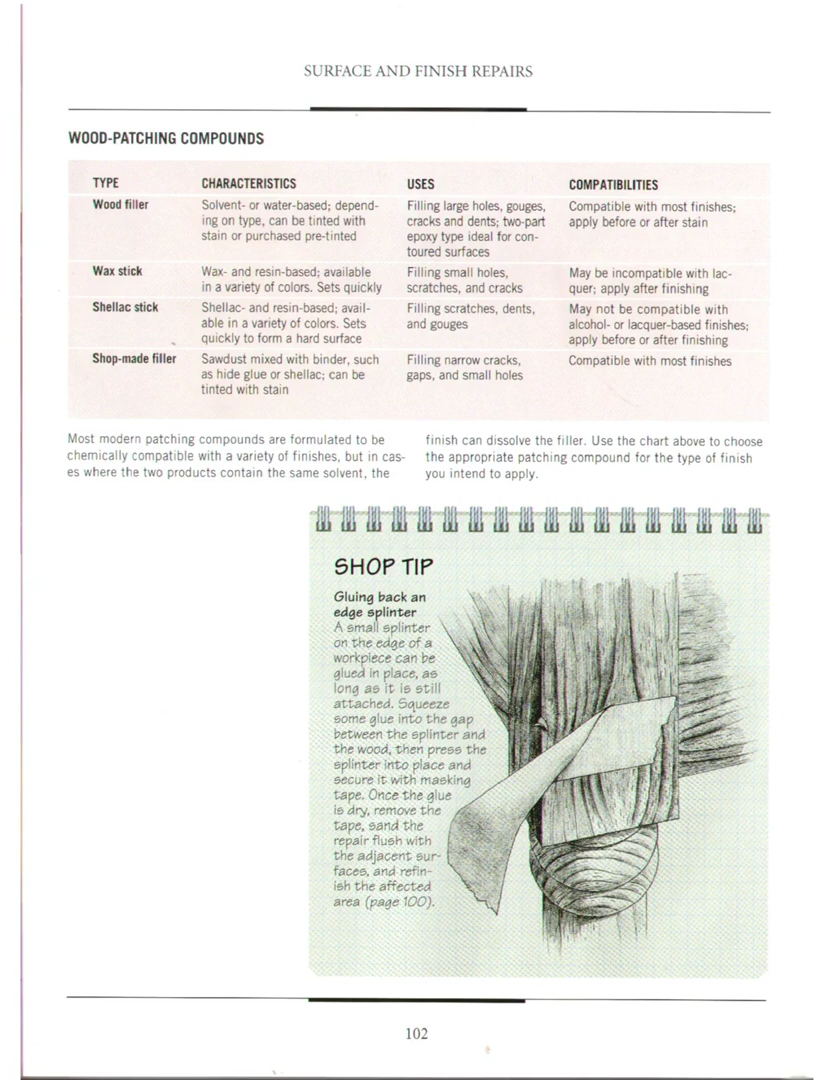 SURFACE AND FINISH REPAIRS
WOOD-PATCHING COMPOUNDS
TYPE CHARACTERISTICS USES COMPATIBILITIES
Wood filler
Solvent- or water-based; depend-
ing on type, can be tinted with
stain or purchased pre-tinted
Filling large holes, gouges,
cracks and dents; two-part
epoxy type ideal for con-
toured surfaces
Compatible with most finishes;
apply before or after stain
Wax stick
Wax- and resin-based; available
in a variety of colors. Sets quickly
Filling small holes,
scratches, and cracks
May be incompatible with lac-
quer; apply after finishing
Shellac stick
Shellac- and resin-based; avail-
able in a variety of colors. Sets
quickly to form a hard surface
Filling scratches, dents,
and gouges
May not be compatible with
alcohol- or lacquer-based finishes;
apply before or after finishing
Shop-made filler
Sawdust mixed with binder, such
as hide glue or shellac; can be
tinted with stain
Filling narrow cracks,
gaps, and small holes
Compatible with most finishes
Most modern patching compounds are formulated to be
chemically compatible with a variety of finishes, but in cas-
es where the two products contain the same solvent, the
finish can dissolve the filler. Use the chart above to choose
the appropriate patching compound for the type of finish
you intend to apply.
SHOP TIP
Gluing back an
edge splinter
A small splinter
on the edge of a
workpiece can be
glued in place, as
long as it is still
attached. Squeeze
some glue into the gap
between the splinter and
the wood, then press the
splinter into place and
secure it with masking
tape. Once the glue
is dry, remove the
tape, sand the
repair flush with
the adjacent sur-
faces, and refin-
ish the affected
area (page 100).
102